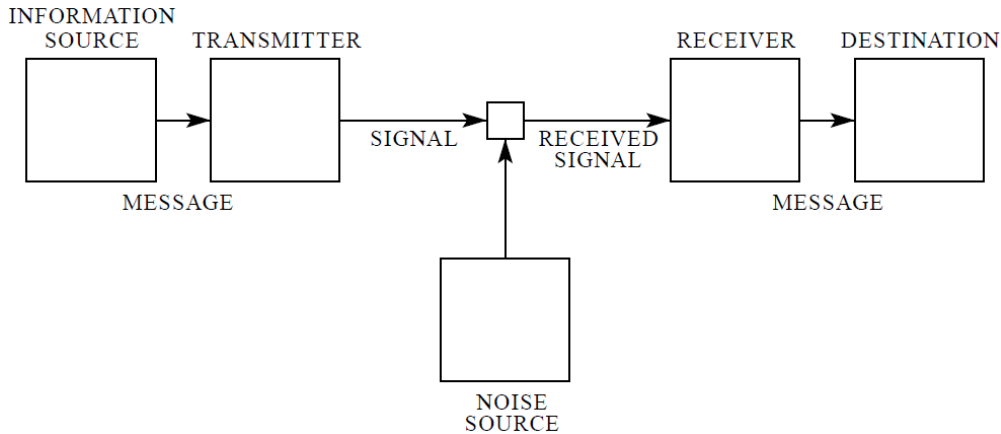 INFORMATION
SOURCE
TRANSMITTER
RECEIVER
DESTINATION
SIGNAL
RECEIVED
SIGNAL
MESSAGE
MESSAGE
NOISE
SOURCE